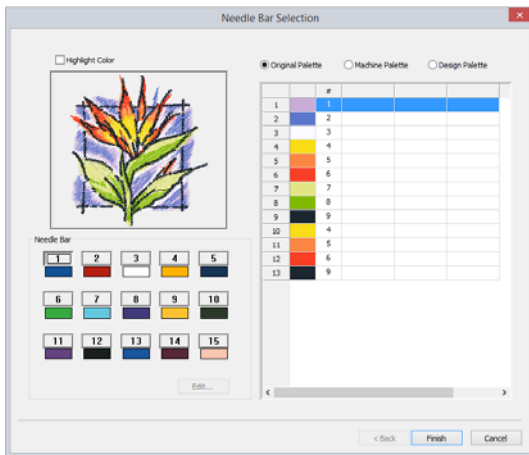 Needle Bar Selection
Highlight Color
Original Palette Machine Palette Design Palette
#
1 1
2 2
3 3
4 4
5 5
6 6
7 7
8 8
9 9
10 4
11 5
12 6
13 9
Needle Bar
1 2 3 4 5
6 7 8 9 10
11 12 13 14 15
Edit...
< Back Finish Cancel